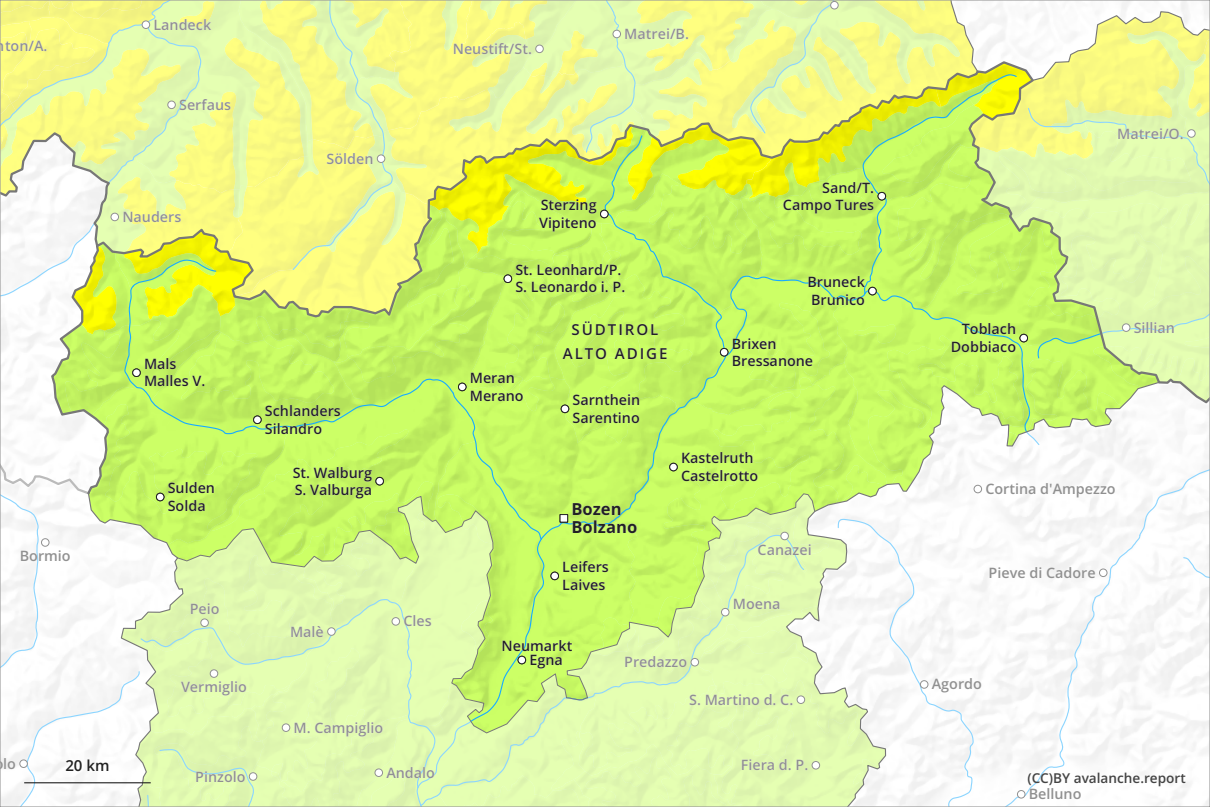 Landeck
nton/A.
Neustift/St.
Matrei/B.
Serfaus
Matrei/O.
Sölden
Nauders
Sand/T.
Campo Tures
Sterzing
Vipiteno
St. Leonhard/P.
S. Leonardo i. P.
Bruneck
Brunico
SÜDTIROL
ALTO ADIGE
Toblach
Dobbiaco
Sillian
Brixen
Bressanone
Mals
Malles V.
Meran
Merano
Sarnthein
Sarentino
Schlanders
Silandro
Kastelruth
Castelrotto
St. Walburg
S. Valburga
Sulden
Solda
Cortina d'Ampezzo
Bozen
Bolzano
Bormio
Canazei
Leifers
Laives
Pieve di Cadore
Peio
Moena
Malè
Cles
Neumarkt
Egna
Predazzo
Vermiglio
Agordo
S. Martino d. C.
M. Campiglio
20 km
olo
Pinzolo
Andalo
Fiera d. P.
(CC)BY avalanche.report
Belluno